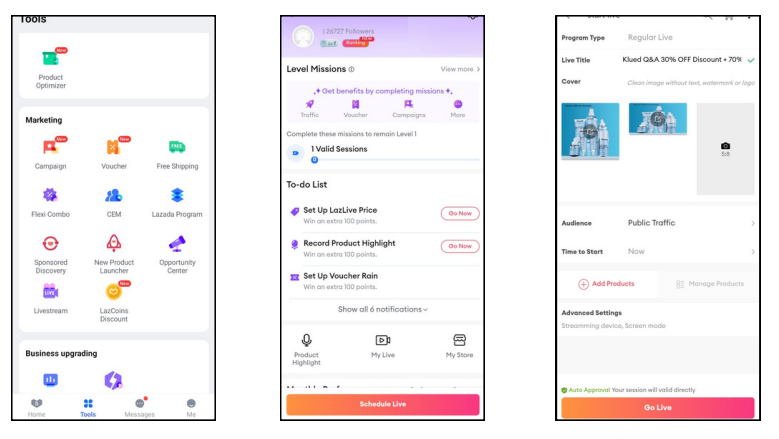 Tools
New
Product
Optimizer
Marketing
New
New
FREE
Campaign
Voucher
Free Shipping
Flexi Combo
CEM
Lazada Program
Sponsored
Discovery
New Product
Launcher
Opportunity
Center
LIVE
New
Livestream
LazCoins
Discount
Business upgrading
Home
Tools
Messages
Me
26727 Followers
Lv.1
Ranking
NEW
Level Missions
View more >
Get benefits by completing missions
Traffic
Voucher
Campaigns
More
Complete these missions to remain Level 1
1 Valid Sessions
0
To-do List
Set Up LazLive Price
Win an extra 100 points.
Go Now
Record Product Highlight
Win an extra 100 points.
Go Now
Set Up Voucher Rain
Win an extra 100 points.
Show all 6 notifications
Product
Highlight
My Live
My Store
Schedule Live
Program Type
Regular Live
Live Title
Klued Q&A 30% OFF Discount + 70%
Cover
Clean image without text, watermark or logo
Audience
Public Traffic
Time to Start
Now
Add Products
Manage Products
Advanced Settings
Streamming device, Screen mode
Auto Approval Your session will valid directly
Go Live